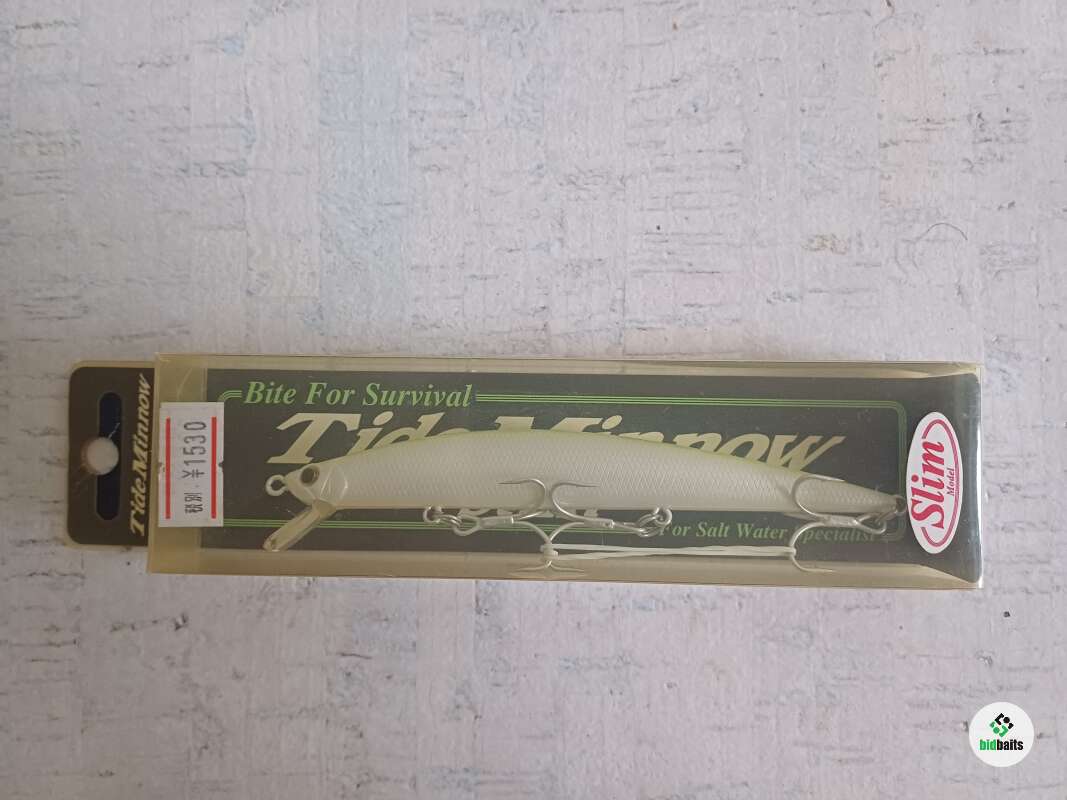 Bite For Survival
Tide Minnow
For Salt Water Specialist
Slim
Model
税別 ¥1530
Tide Minnow
bidbaits